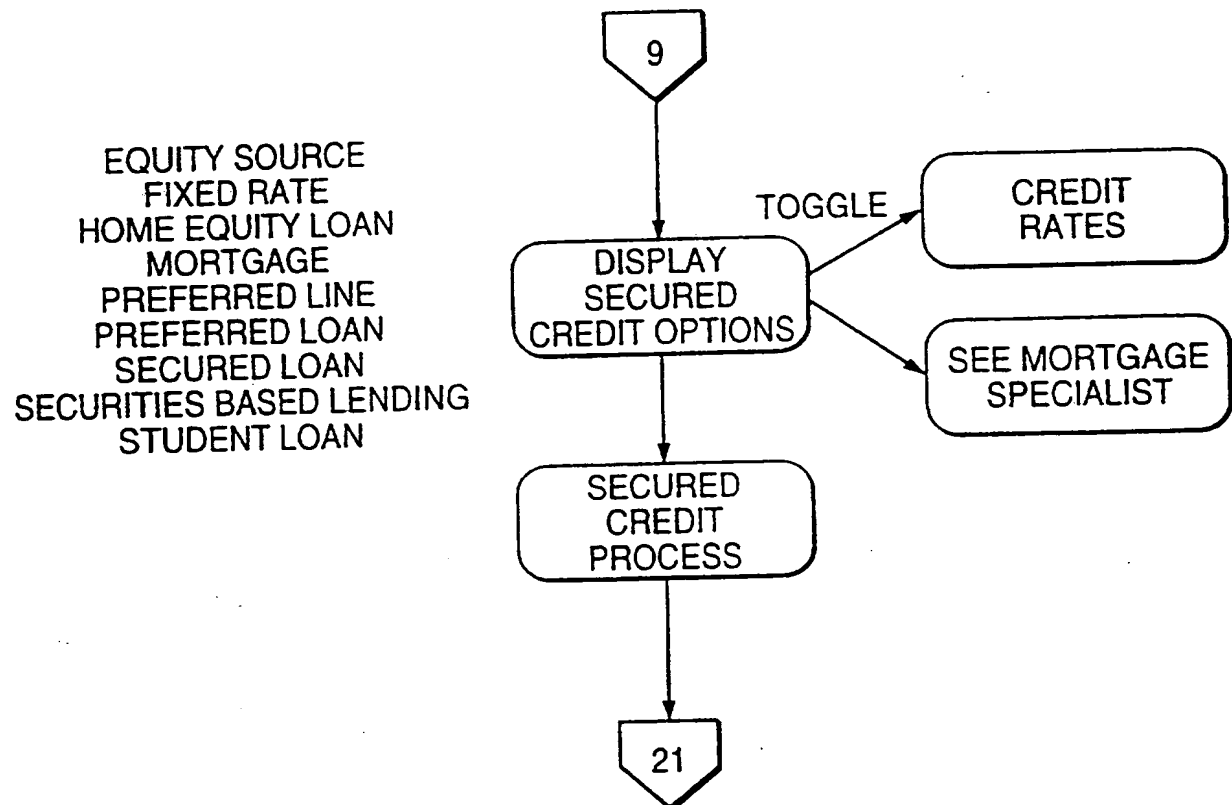 9
EQUITY SOURCE
FIXED RATE
HOME EQUITY LOAN
MORTGAGE
PREFERRED LINE
PREFERRED LOAN
SECURED LOAN
SECURITIES BASED LENDING
STUDENT LOAN
DISPLAY
SECURED
CREDIT OPTIONS
TOGGLE
CREDIT
RATES
SEE MORTGAGE
SPECIALIST
SECURED
CREDIT
PROCESS
21